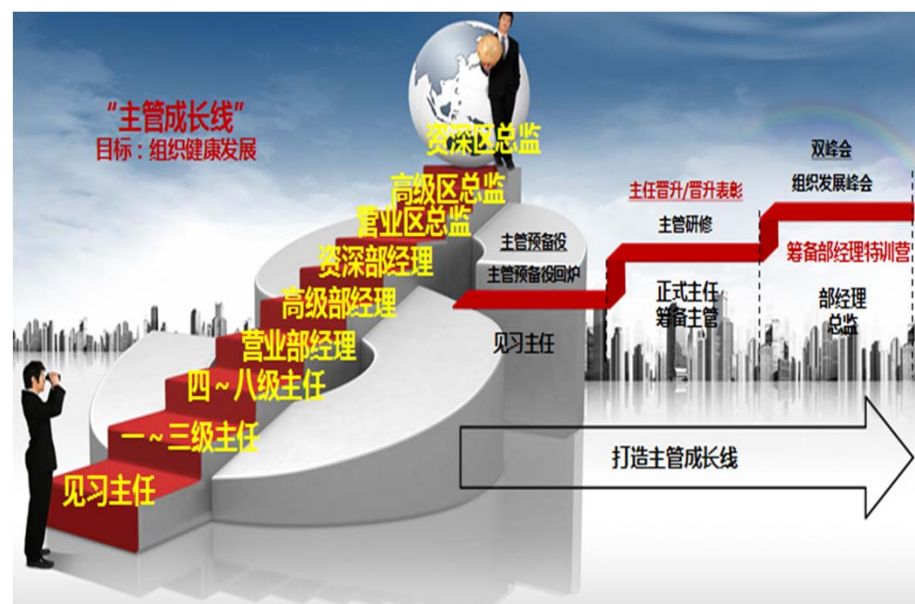 “主管成长线”
目标：组织健康发展
资深区总监
高级区总监
营业区总监
资深部经理
高级部经理
营业部经理
四～八级主任
一～三级主任
见习主任
主管预备役
主管预备役回炉
见习主任
主任晋升/晋升表彰
主管研修
正式主任
筹备主管
双峰会
组织发展峰会
筹备部经理特训营
部经理
总监
打造主管成长线